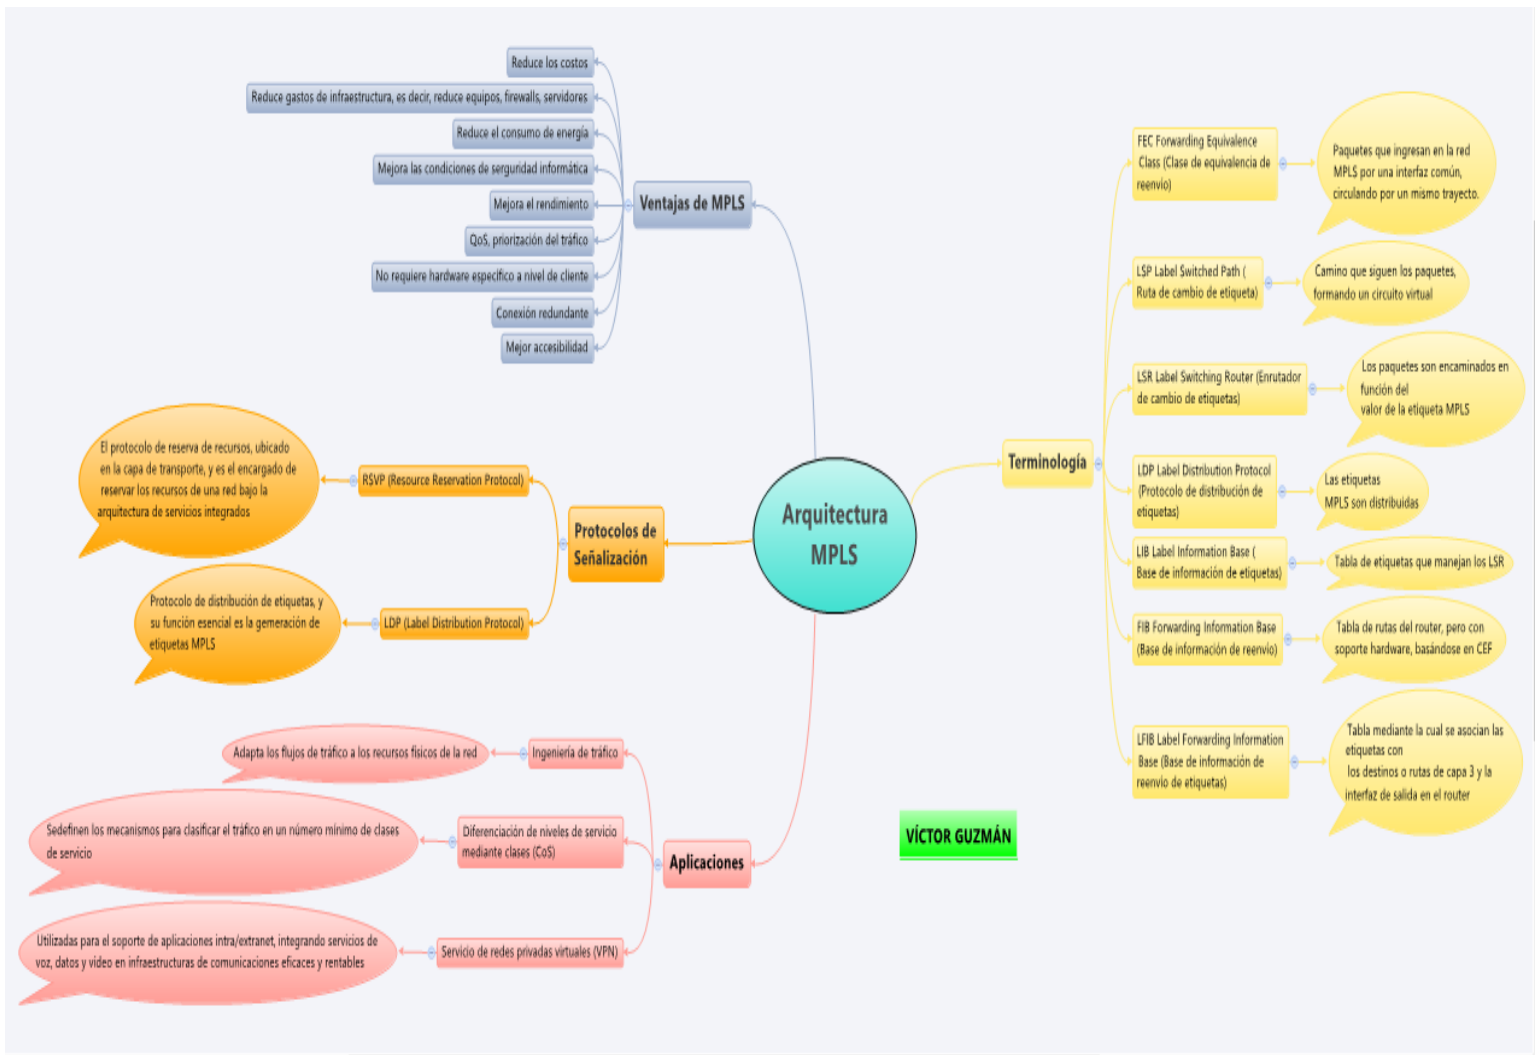 Reduce los costos
Reduce gastos de infraestructura, es decir, reduce equipos, firewalls, servidores
Reduce el consumo de energía
Mejora las condiciones de serguridad informática
Mejora el rendimiento
QoS, priorización del tráfico
No requiere hardware específico a nivel de cliente
Conexión redundante
Mejor accesibilidad
Ventajas de MPLS
El protocolo de reserva de recursos, ubicado
en la capa de transporte, y es el encargado de
reservar los recursos de una red bajo la
arquitectura de servicios integrados
RSVP (Resource Reservation Protocol)
Protocolos de
Señalización
Protocolo de distribución de etiquetas, y
su función esencial es la gemeración de
etiquetas MPLS
LDP (Label Distribution Protocol)
Arquitectura
MPLS
Adapta los flujos de tráfico a los recursos físicos de la red
Ingeniería de tráfico
Sedefinen los mecanismos para clasificar el tráfico en un número mínimo de clases
de servicio
Diferenciación de niveles de servicio
mediante clases (CoS)
Aplicaciones
Utilizadas para el soporte de aplicaciones intra/extranet, integrando servicios de
voz, datos y video en infraestructuras de comunicaciones eficaces y rentables
Servicio de redes privadas virtuales (VPN)
Terminología
FEC Forwarding Equivalence
Class (Clase de equivalencia de
reenvío)
Paquetes que ingresan en la red
MPLS por una interfaz común,
circulando por un mismo trayecto.
LSP Label Switched Path (
Ruta de cambio de etiqueta)
Camino que siguen los paquetes,
formando un circuito virtual
LSR Label Switching Router (Enrutador
de cambio de etiquetas)
Los paquetes son encaminados en
función del
valor de la etiqueta MPLS
LDP Label Distribution Protocol
(Protocolo de distribución de
etiquetas)
Las etiquetas
MPLS son distribuidas
LIB Label Information Base (
Base de información de etiquetas)
Tabla de etiquetas que manejan los LSR
FIB Forwarding Information Base
(Base de información de reenvío)
Tabla de rutas del router, pero con
soporte hardware, basándose en CEF
LFIB Label Forwarding Information
Base (Base de información de
reenvío de etiquetas)
Tabla mediante la cual se asocian las
etiquetas con
los destinos o rutas de capa 3 y la
interfaz de salida en el router
VÍCTOR GUZMÁN